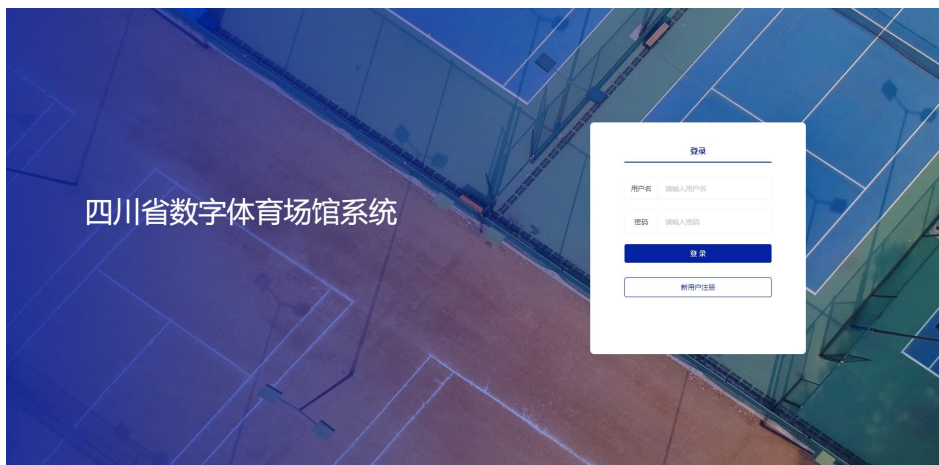 四川省数字体育场馆系统
登录
用户名 请输入用户名
密码 请输入密码
登录
新用户注册